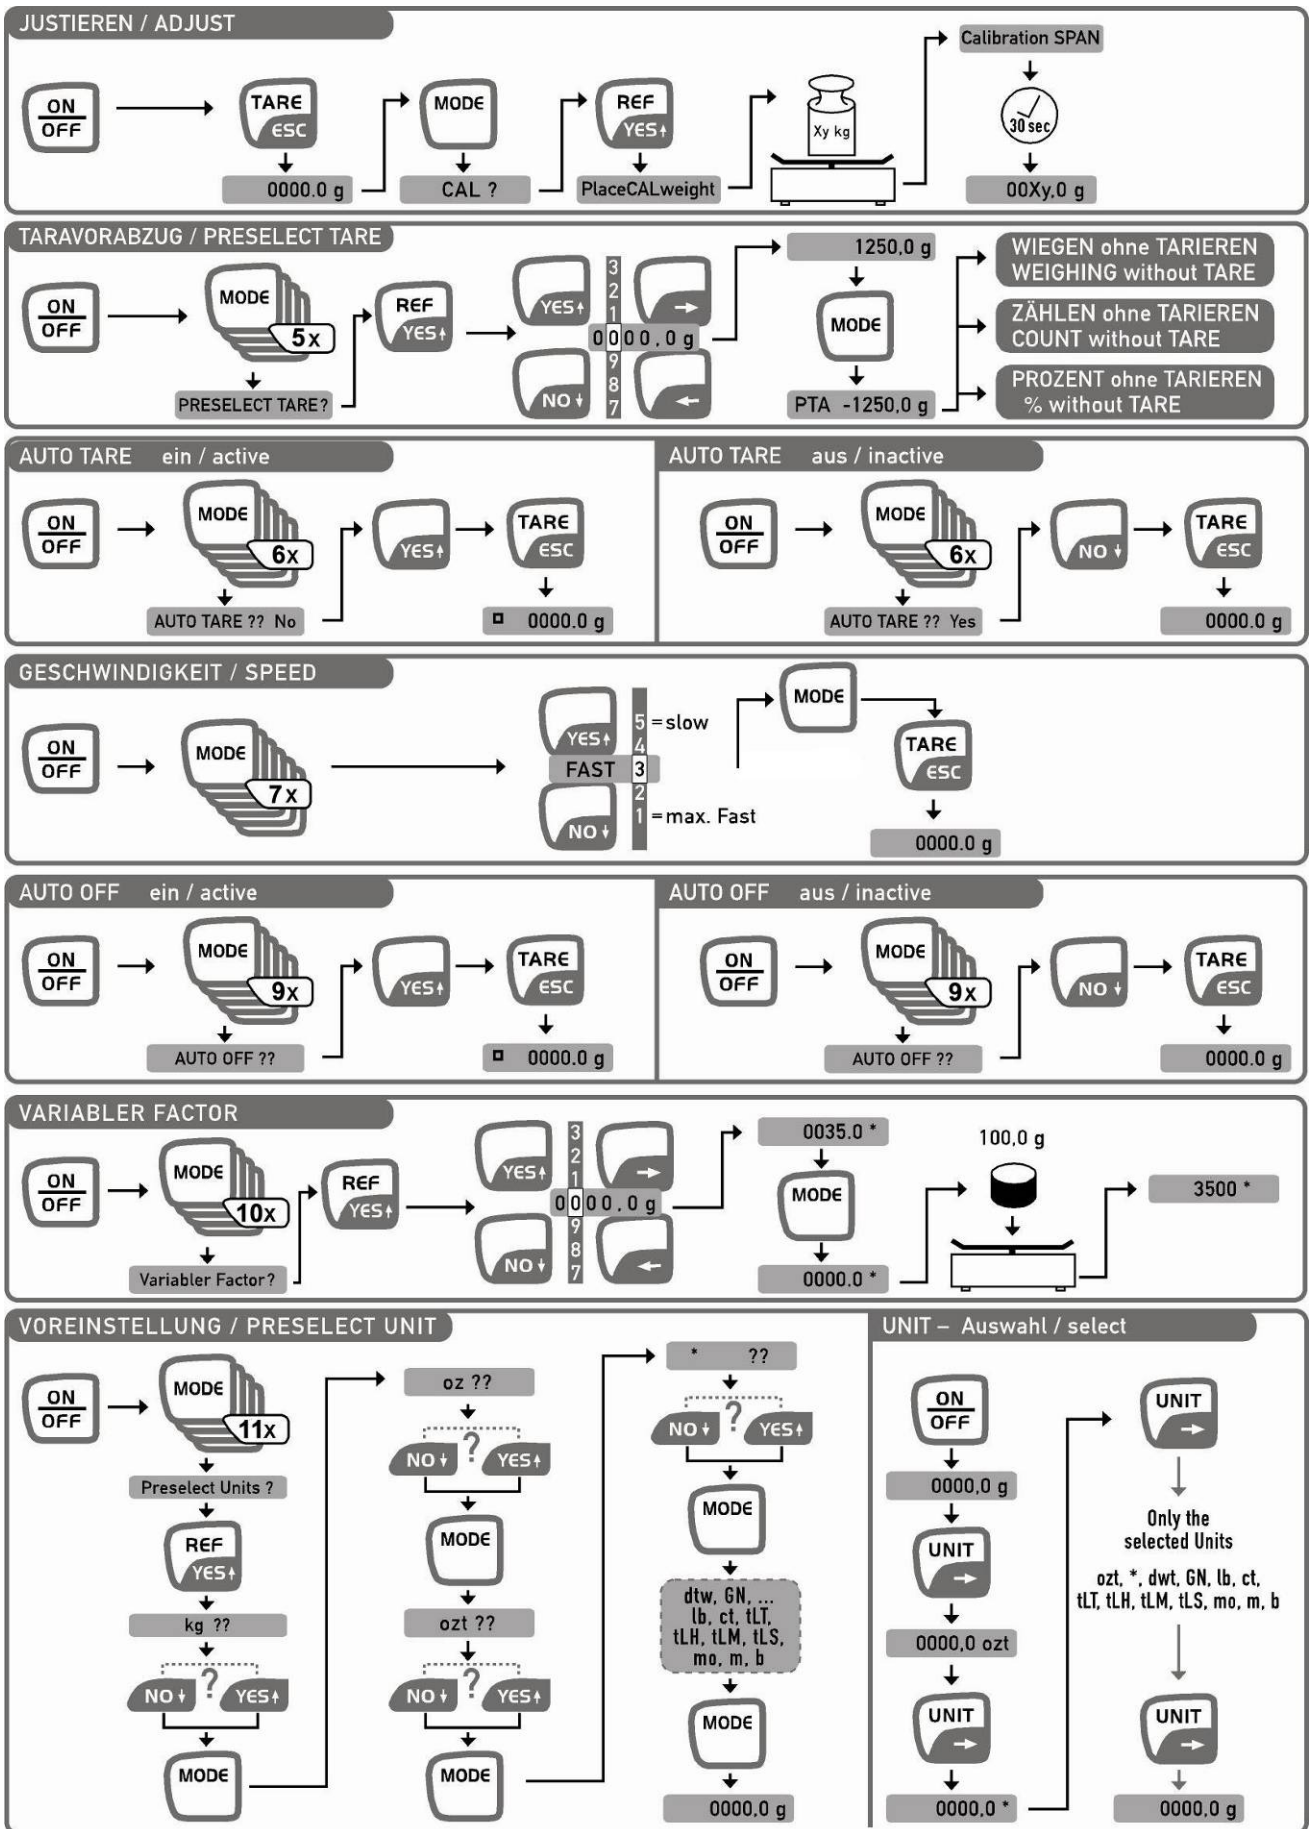 JUSTIEREN / ADJUST
ON
OFF
TARE
ESC
0000.0 g
MODE
CAL ?
REF
YES↑
PlaceCALweight
Xy kg
Calibration SPAN
30 sec
00Xy,0 g
TARAVORABZUG / PRESELECT TARE
ON
OFF
MODE
5x
PRESELECT TARE?
REF
YES↑
YES↑
NO↓
3
2
1
0000,0 g
9
8
7
→
←
1250,0 g
MODE
PTA -1250,0 g
WIEGEN ohne TARIEREN
WEIGHING without TARE
ZÄHLEN ohne TARIEREN
COUNT without TARE
PROZENT ohne TARIEREN
% without TARE
AUTO TARE ein / active
ON
OFF
MODE
6x
AUTO TARE ?? No
YES↑
TARE
ESC
0000.0 g
AUTO TARE aus / inactive
ON
OFF
MODE
6x
AUTO TARE ?? Yes
NO↓
TARE
ESC
0000.0 g
GESCHWINDIGKEIT / SPEED
ON
OFF
MODE
7x
YES↑
5 = slow
4
FAST 3
2
1 = max. Fast
NO↓
MODE
TARE
ESC
0000.0 g
AUTO OFF ein / active
ON
OFF
MODE
9x
AUTO OFF ??
YES↑
TARE
ESC
0000.0 g
AUTO OFF aus / inactive
ON
OFF
MODE
9x
AUTO OFF ??
NO↓
TARE
ESC
0000.0 g
VARIABLER FACTOR
ON
OFF
MODE
10x
Variabler Factor?
REF
YES↑
YES↑
NO↓
3
2
1
0000,0 g
9
8
7
→
←
0035.0 *
MODE
0000.0 *
100,0 g
3500 *
VOREINSTELLUNG / PRESELECT UNIT
ON
OFF
MODE
11x
Preselect Units ?
REF
YES↑
kg ??
NO↓ ? YES↑
MODE
oz ??
NO↓ ? YES↑
MODE
ozt ??
NO↓ ? YES↑
MODE
* ??
NO↓ ? YES↑
MODE
dtw, GN, ...
lb, ct, tLT,
tLH, tLM, tLS,
mo, m, b
MODE
0000,0 g
UNIT – Auswahl / select
ON
OFF
0000,0 g
UNIT
→
0000,0 ozt
UNIT
→
0000,0 *
UNIT
→
Only the
selected Units
ozt, *, dwt, GN, lb, ct,
tLT, tLH, tLM, tLS, mo, m, b
UNIT
→
0000,0 g